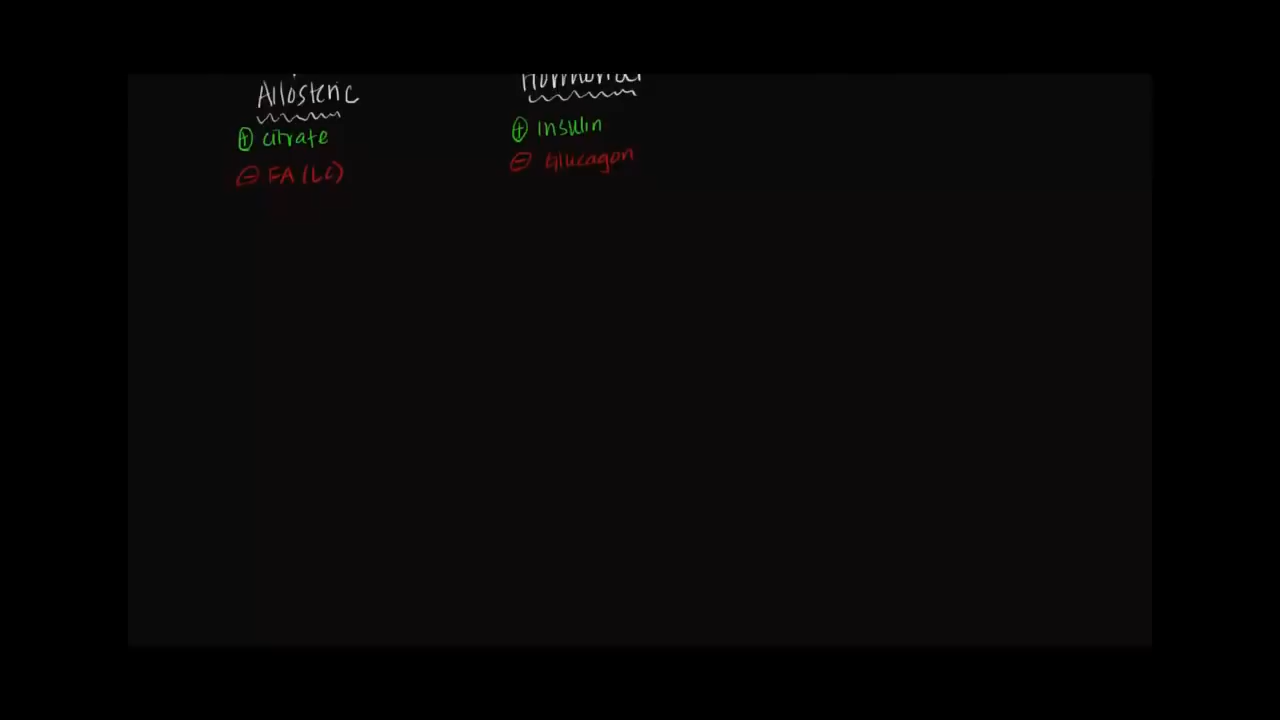 Allosteric
Hormonal
⊕ citrate
⊕ insulin
⊖ FA (LC)
⊖ Glucagon